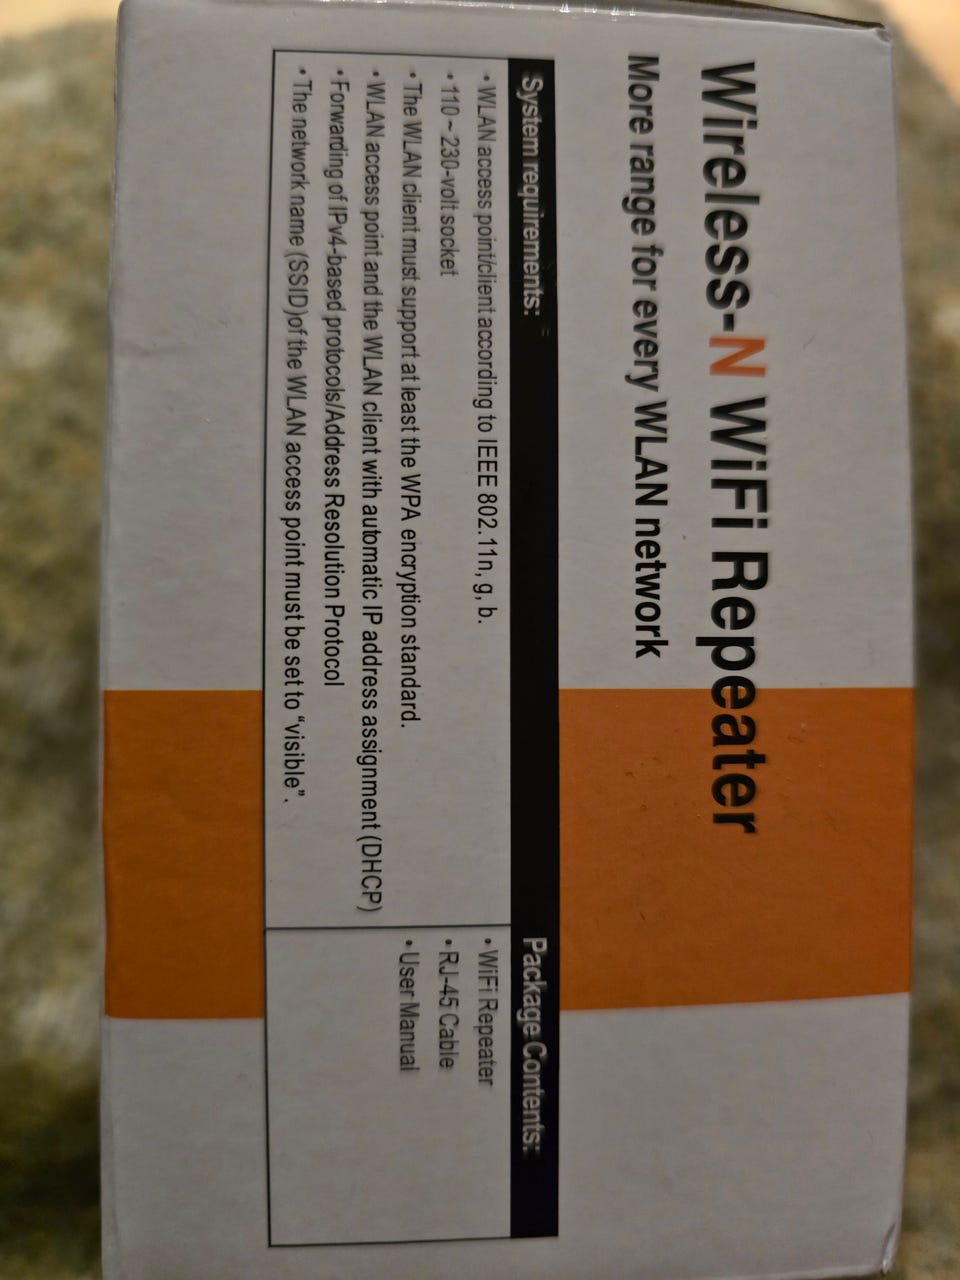 Wireless-N WiFi Repeater
More range for every WLAN network
System requirements:
• WLAN access point/client according to IEEE 802.11n, g, b.
• 110 ~ 230-volt socket
• The WLAN client must support at least the WPA encryption standard.
• WLAN access point and the WLAN client with automatic IP address assignment (DHCP)
• Forwarding of IPv4-based protocols/Address Resolution Protocol
• The network name (SSID)of the WLAN access point must be set to “visible”.
Package Contents:
• WiFi Repeater
• RJ-45 Cable
• User Manual